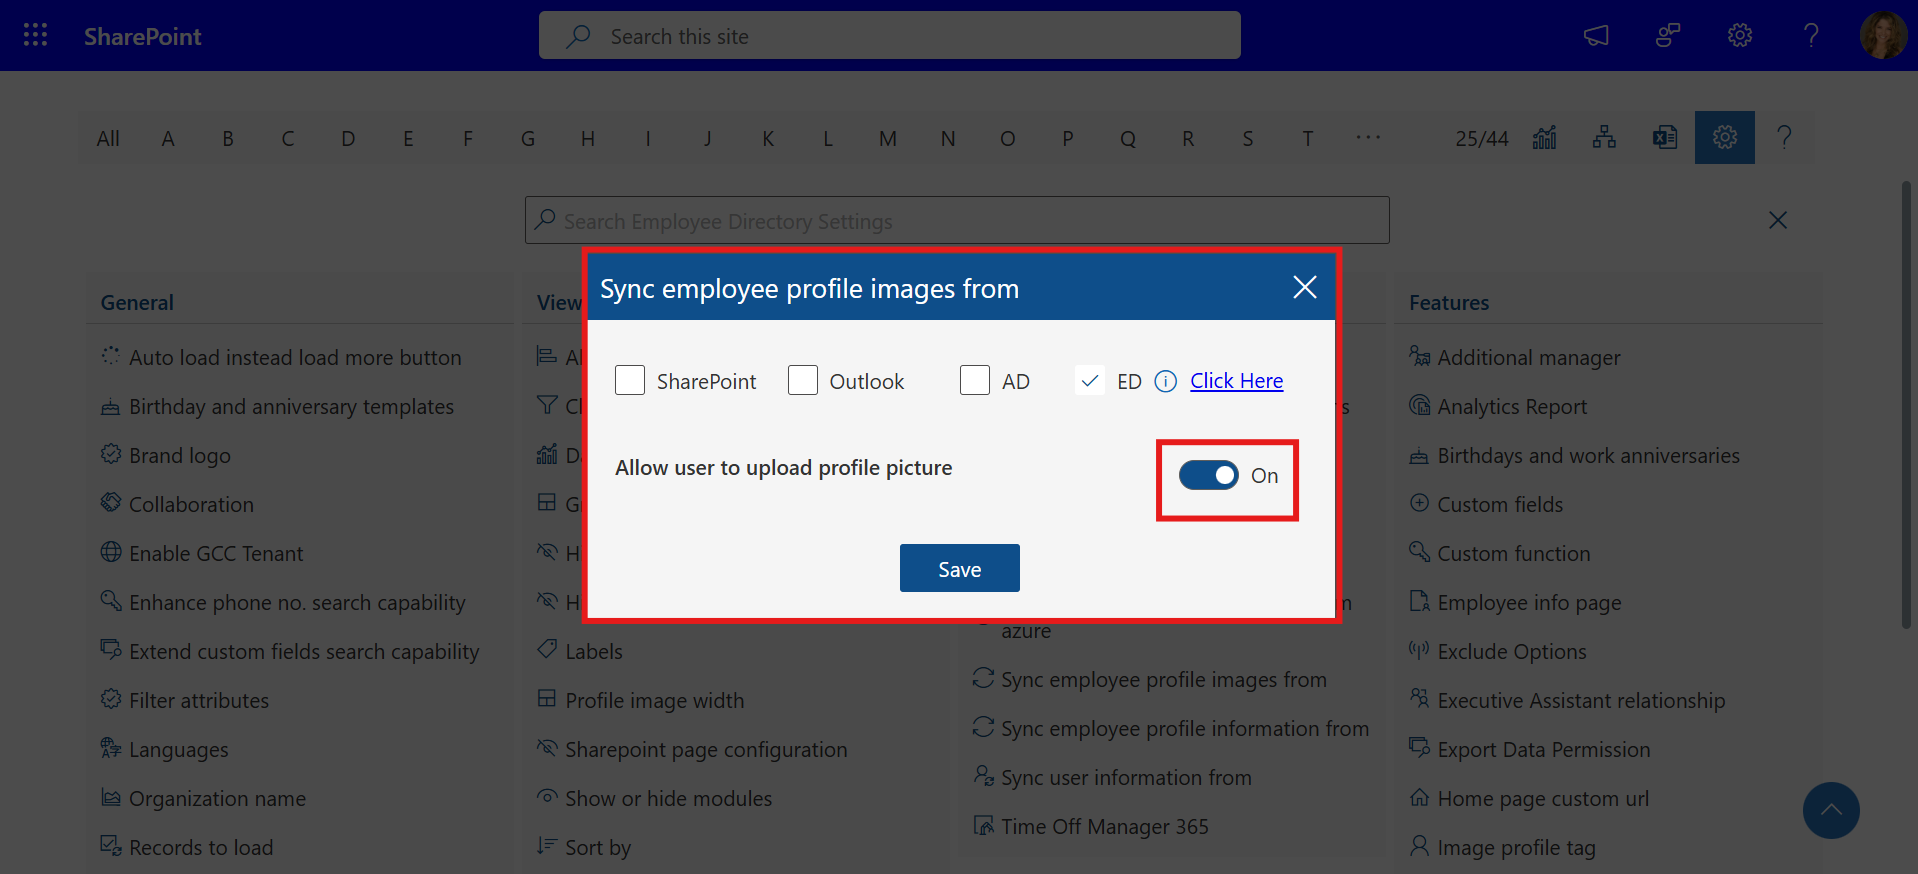 SharePoint
Search this site
All A B C D E F G H I J K L M N O P Q R S T ··· 25/44
Search Employee Directory Settings
Sync employee profile images from
SharePoint Outlook AD ED Click Here
Allow user to upload profile picture On
Save
General
Auto load instead load more button
Birthday and anniversary templates
Brand logo
Collaboration
Enable GCC Tenant
Enhance phone no. search capability
Extend custom fields search capability
Filter attributes
Languages
Organization name
Records to load
Labels
Profile image width
Sharepoint page configuration
Show or hide modules
Sort by
azure
Sync employee profile images from
Sync employee profile information from
Sync user information from
Time Off Manager 365
Features
Additional manager
Analytics Report
Birthdays and work anniversaries
Custom fields
Custom function
Employee info page
Exclude Options
Executive Assistant relationship
Export Data Permission
Home page custom url
Image profile tag